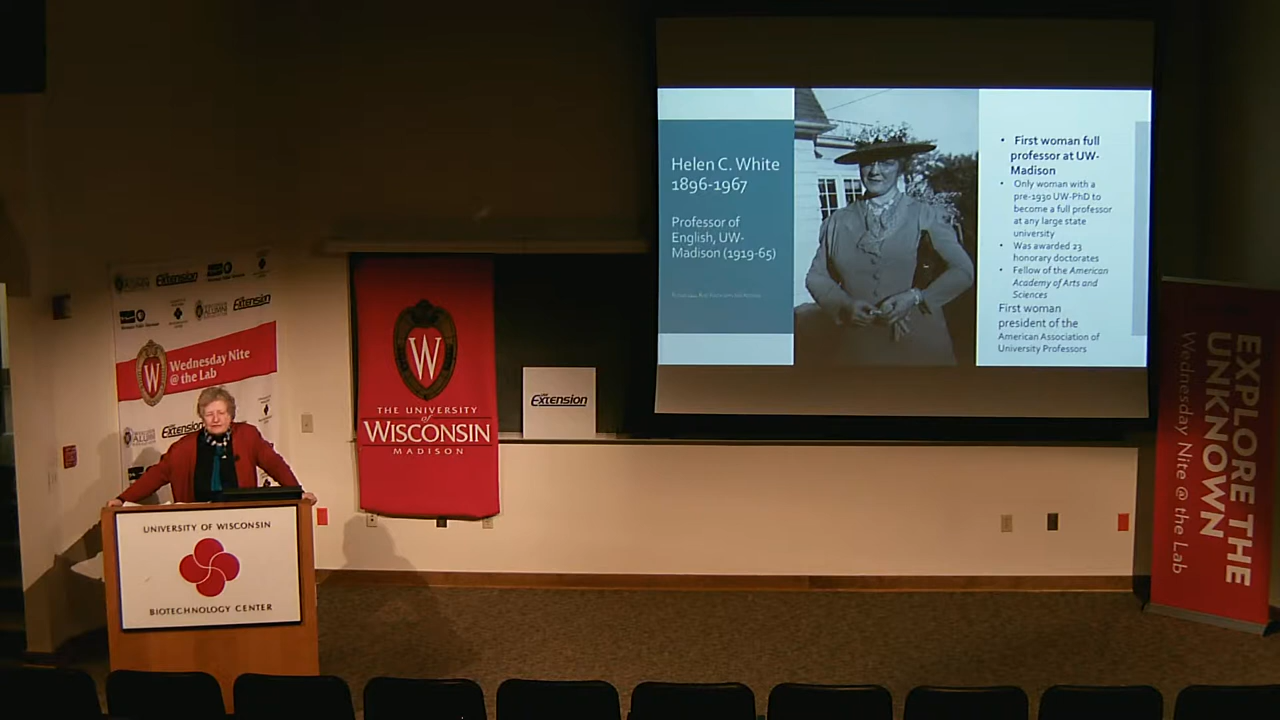 Helen C. White
1896-1967
Professor of
English, UW-
Madison (1919-65)
• First woman full
professor at UW-
Madison
• Only woman with a
pre-1930 UW-PhD to
become a full professor
at any large state
university
• Was awarded 23
honorary doctorates
• Fellow of the American
Academy of Arts and
Sciences
First woman
president of the
American Association of
University Professors
Extension
Extension
W
Wednesday Nite
@ the Lab
Extension
W
THE UNIVERSITY
of
WISCONSIN
MADISON
Extension
UNIVERSITY OF WISCONSIN
BIOTECHNOLOGY CENTER
EXPLORE THE
UNKNOWN
Wednesday Nite @ the Lab